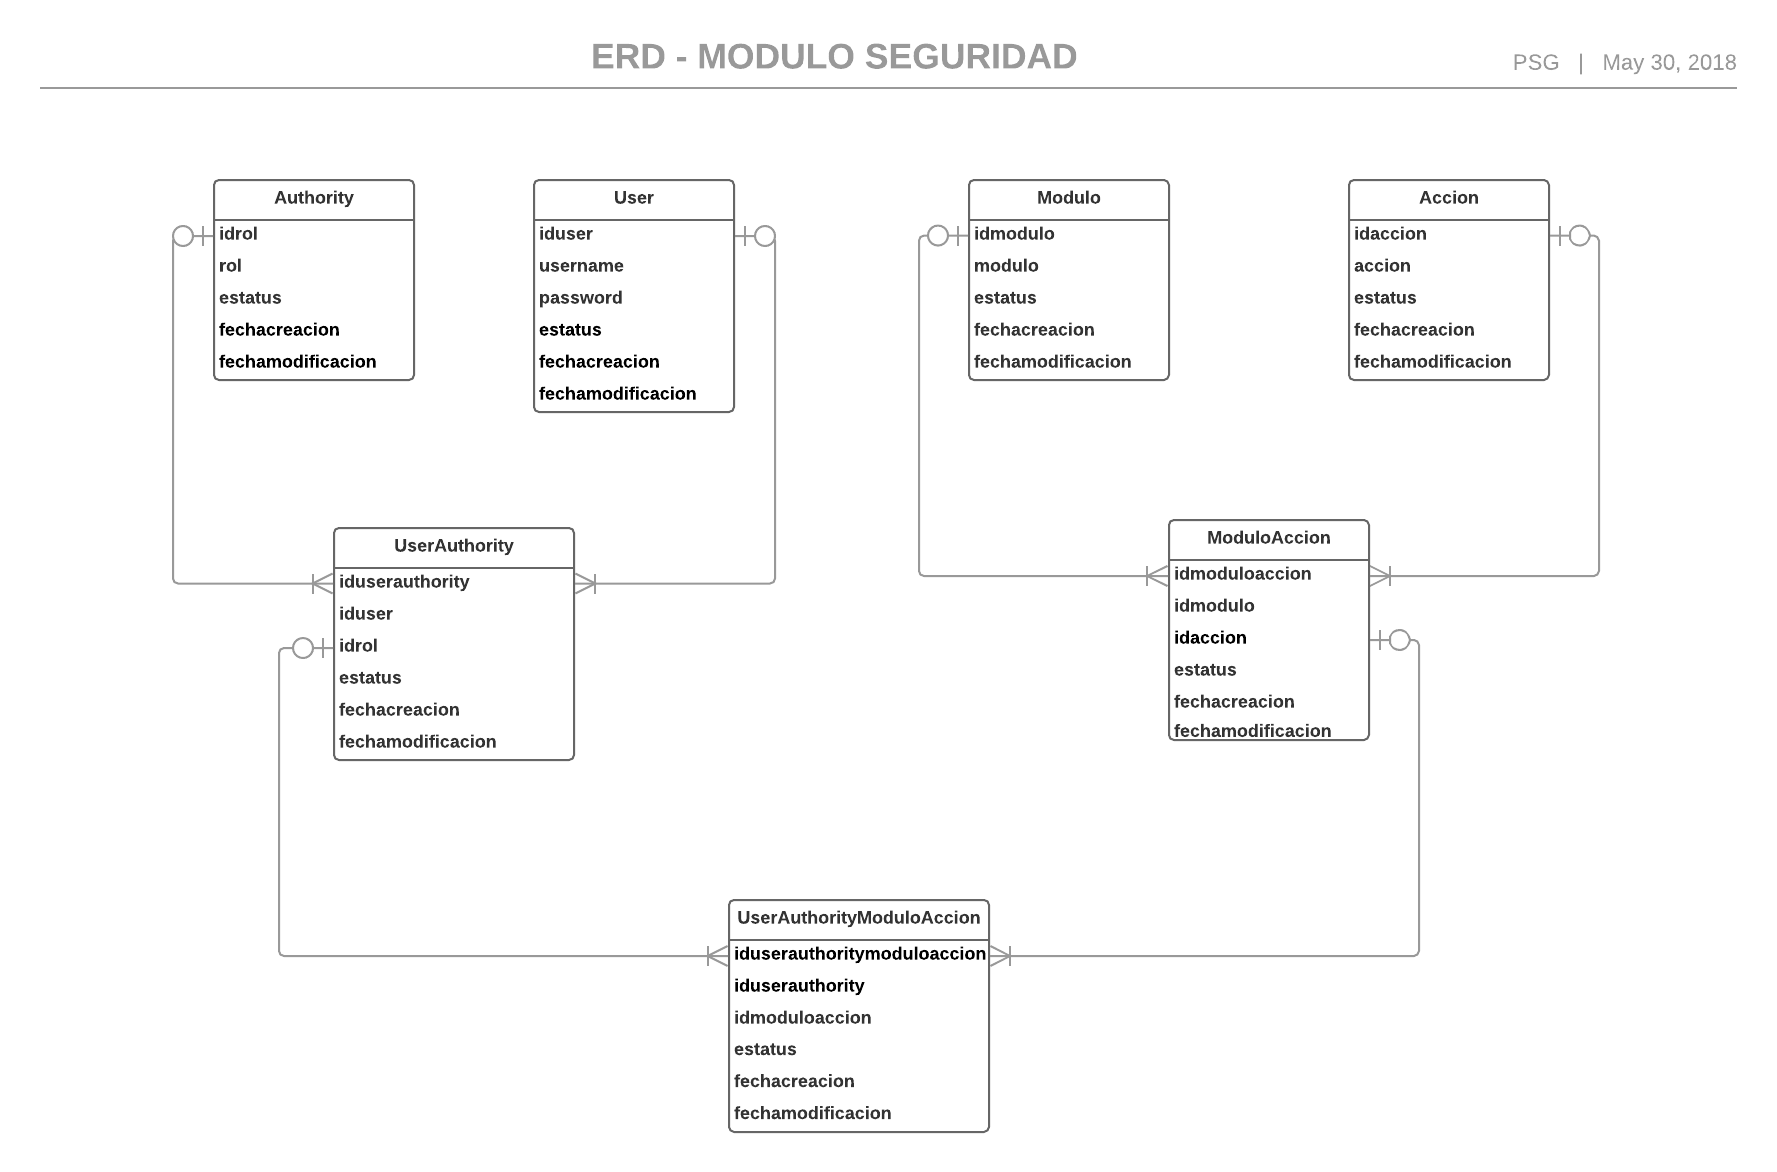 ERD - MODULO SEGURIDAD
PSG | May 30, 2018
Authority
idrol
rol
estatus
fechacreacion
fechamodificacion
User
iduser
username
password
estatus
fechacreacion
fechamodificacion
Modulo
idmodulo
modulo
estatus
fechacreacion
fechamodificacion
Accion
idaccion
accion
estatus
fechacreacion
fechamodificacion
UserAuthority
iduserauthority
iduser
idrol
estatus
fechacreacion
fechamodificacion
ModuloAccion
idmoduloaccion
idmodulo
idaccion
estatus
fechacreacion
fechamodificacion
UserAuthorityModuloAccion
iduserauthoritymoduloaccion
iduserauthority
idmoduloaccion
estatus
fechacreacion
fechamodificacion